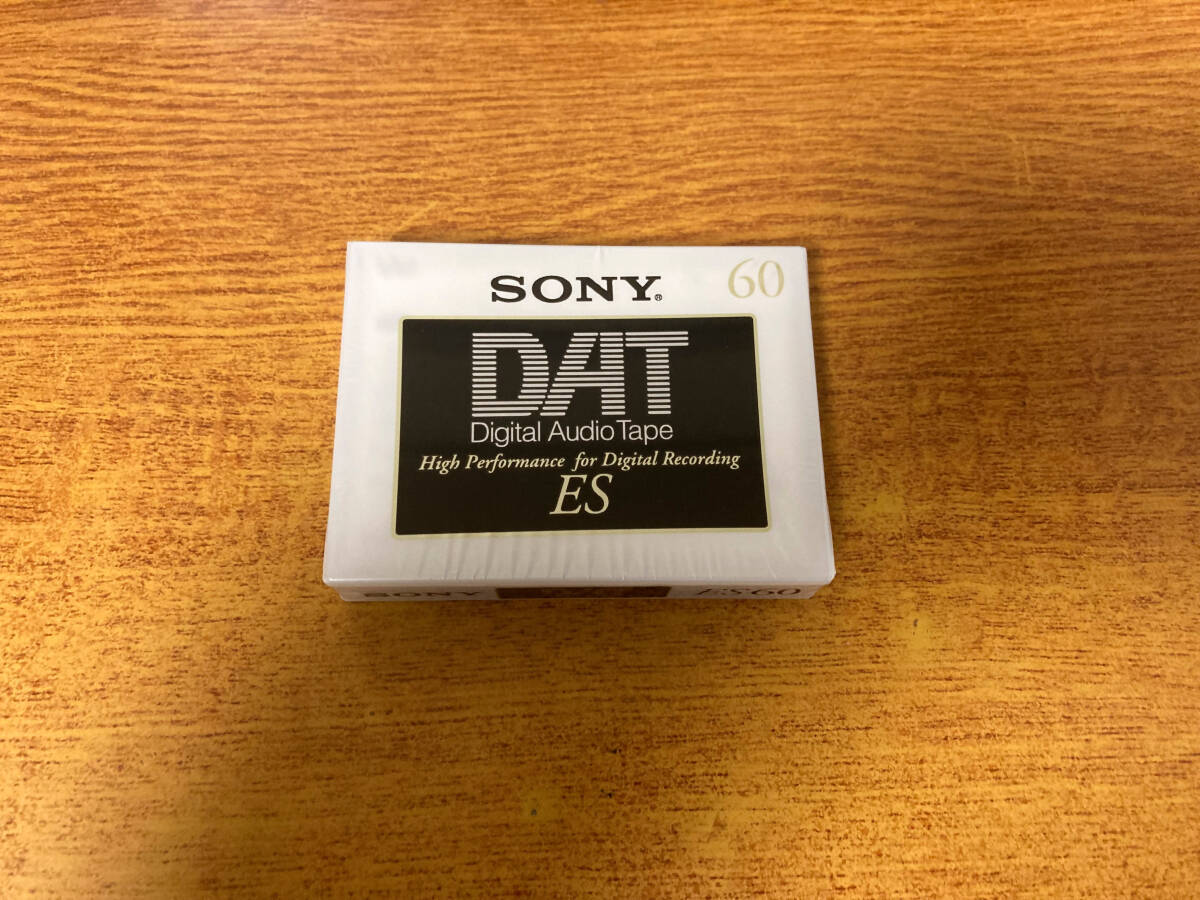 SONY® 60
DAT
Digital Audio Tape
High Performance for Digital Recording
ES
SONY ES60